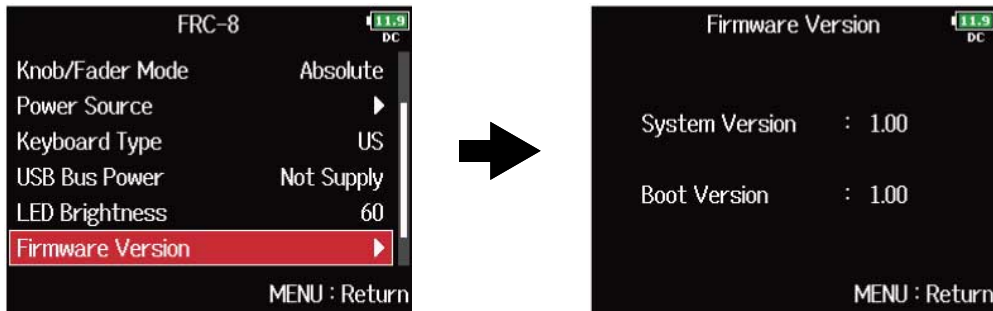 FRC-8
11.9
DC
Knob/Fader Mode Absolute
Power Source
Keyboard Type US
USB Bus Power Not Supply
LED Brightness 60
Firmware Version
MENU : Return
Firmware Version
11.9
DC
System Version : 1.00
Boot Version : 1.00
MENU : Return